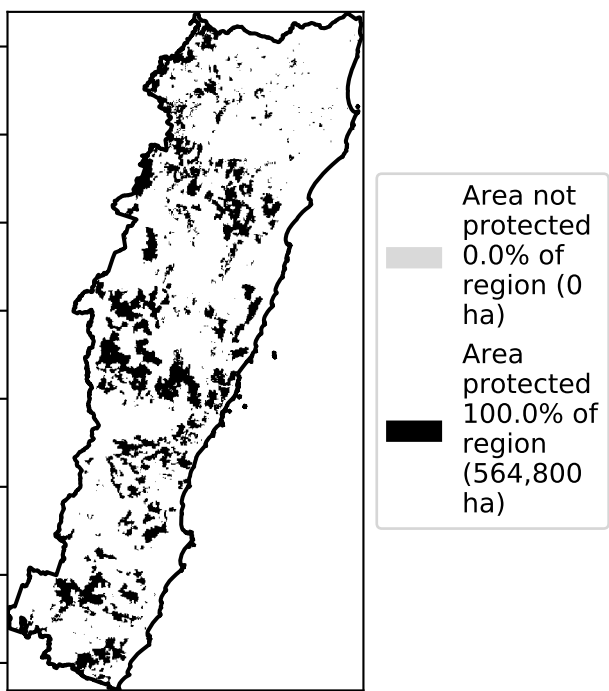 Area not
protected
0.0% of
region (0
ha)
Area
protected
100.0% of
region
(564,800
ha)